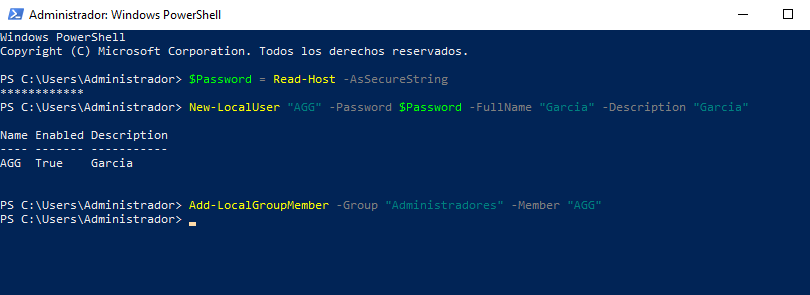 Administrador: Windows PowerShell
Windows PowerShell
Copyright (C) Microsoft Corporation. Todos los derechos reservados.
PS C:\Users\Administrador> $Password = Read-Host -AsSecureString
************
PS C:\Users\Administrador> New-LocalUser "AGG" -Password $Password -FullName "Garcia" -Description "Garcia"
Name Enabled Description
---- ------- -----------
AGG  True    Garcia
PS C:\Users\Administrador> Add-LocalGroupMember -Group "Administradores" -Member "AGG"
PS C:\Users\Administrador>